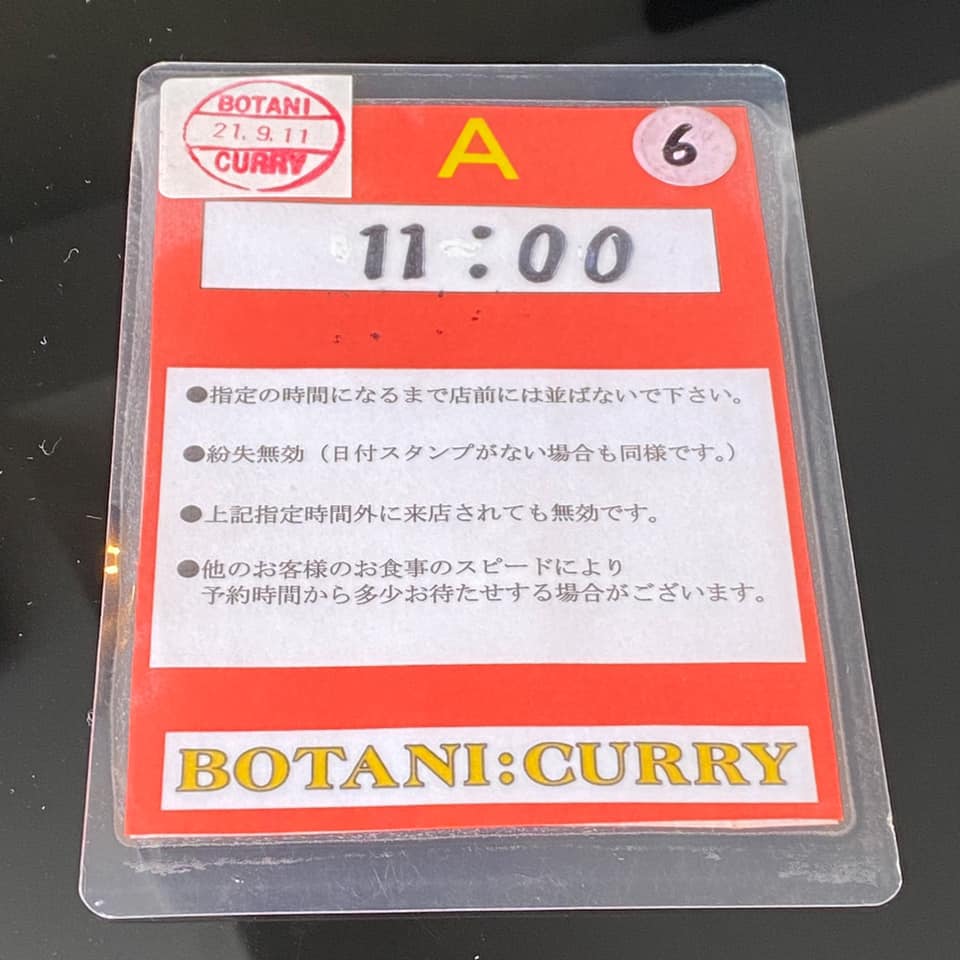 BOTANI
21.9.11
CURRY
A
6
11:00
●指定の時間になるまで店前には並ばないで下さい。
●紛失無効（日付スタンプがない場合も同様です。）
●上記指定時間外に来店されても無効です。
●他のお客様のお食事のスピードにより
予約時間から多少お待たせする場合がございます。
BOTANI:CURRY